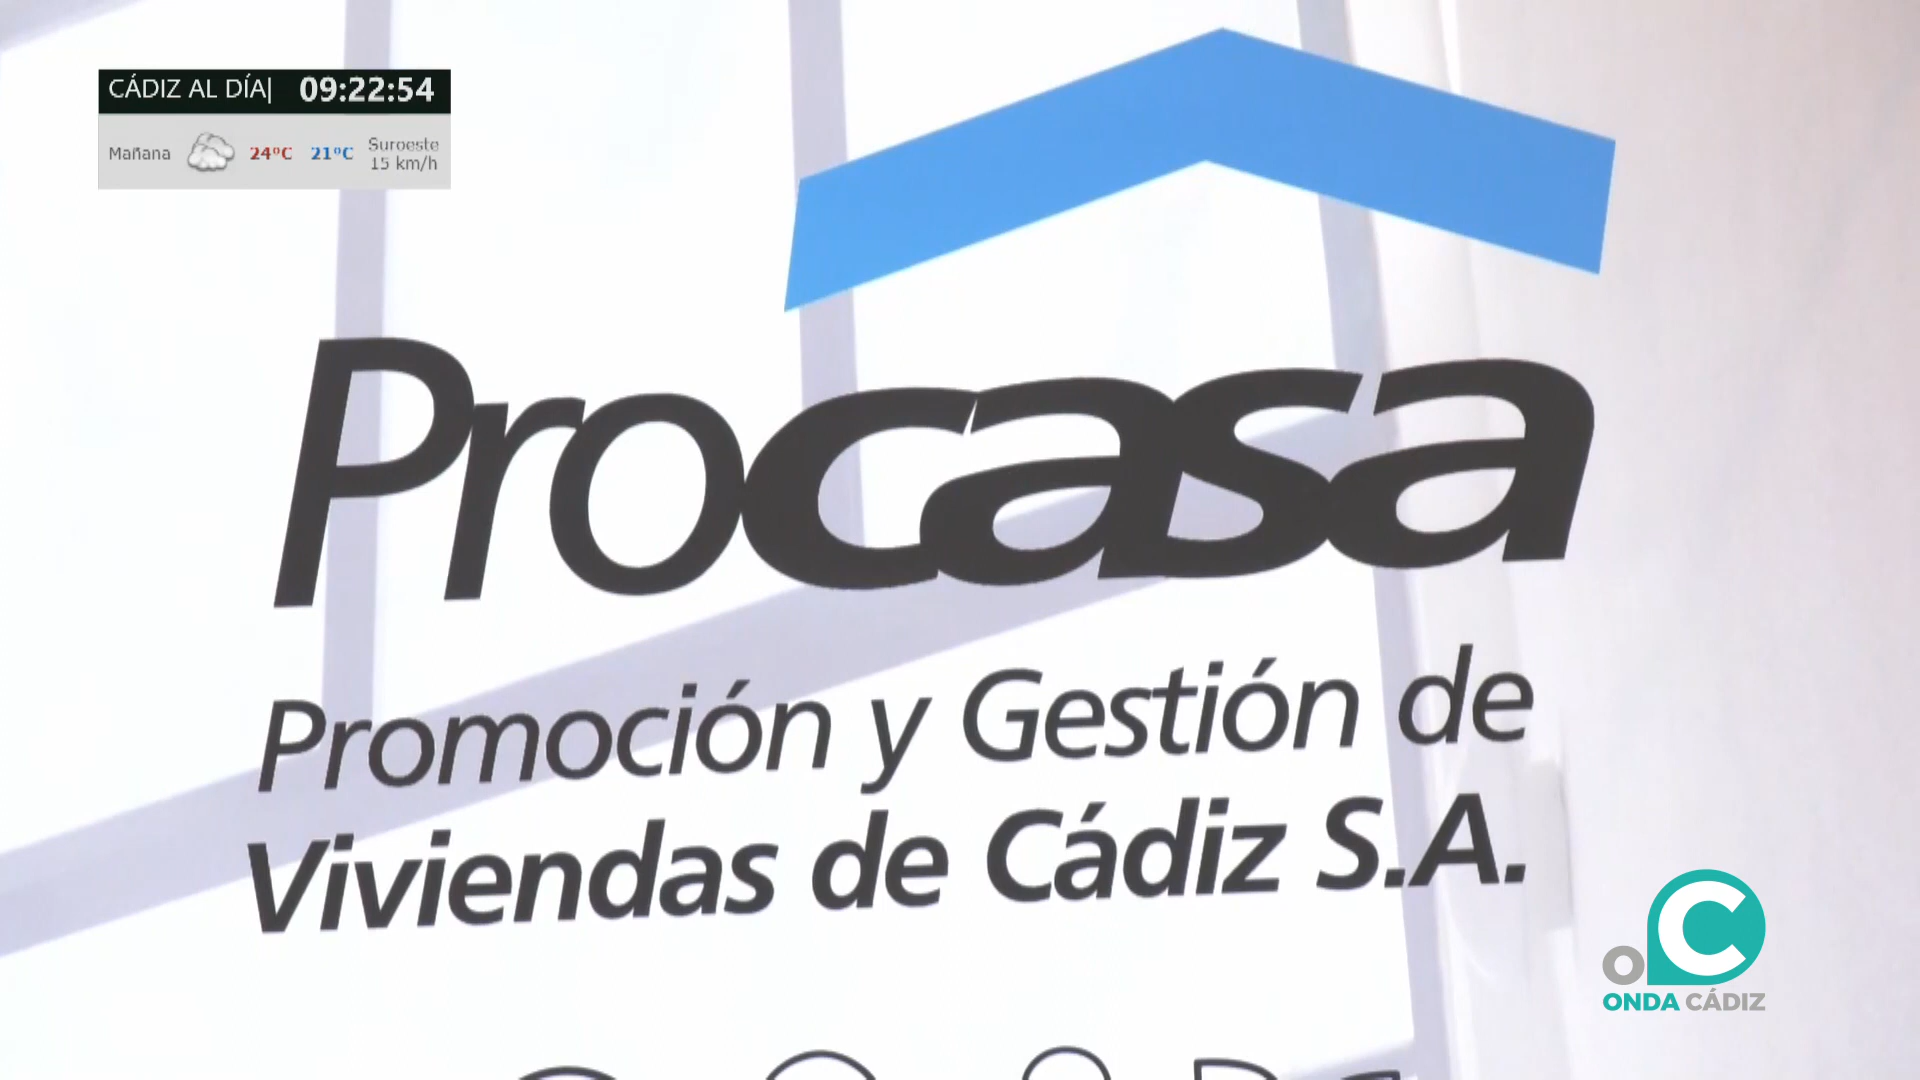 CÁDIZ AL DÍA| 09:22:54
Mañana 24ºC 21ºC Suroeste 15 km/h
Procasa
Promoción y Gestión de
Viviendas de Cádiz S.A.
oC
ONDA CÁDIZ